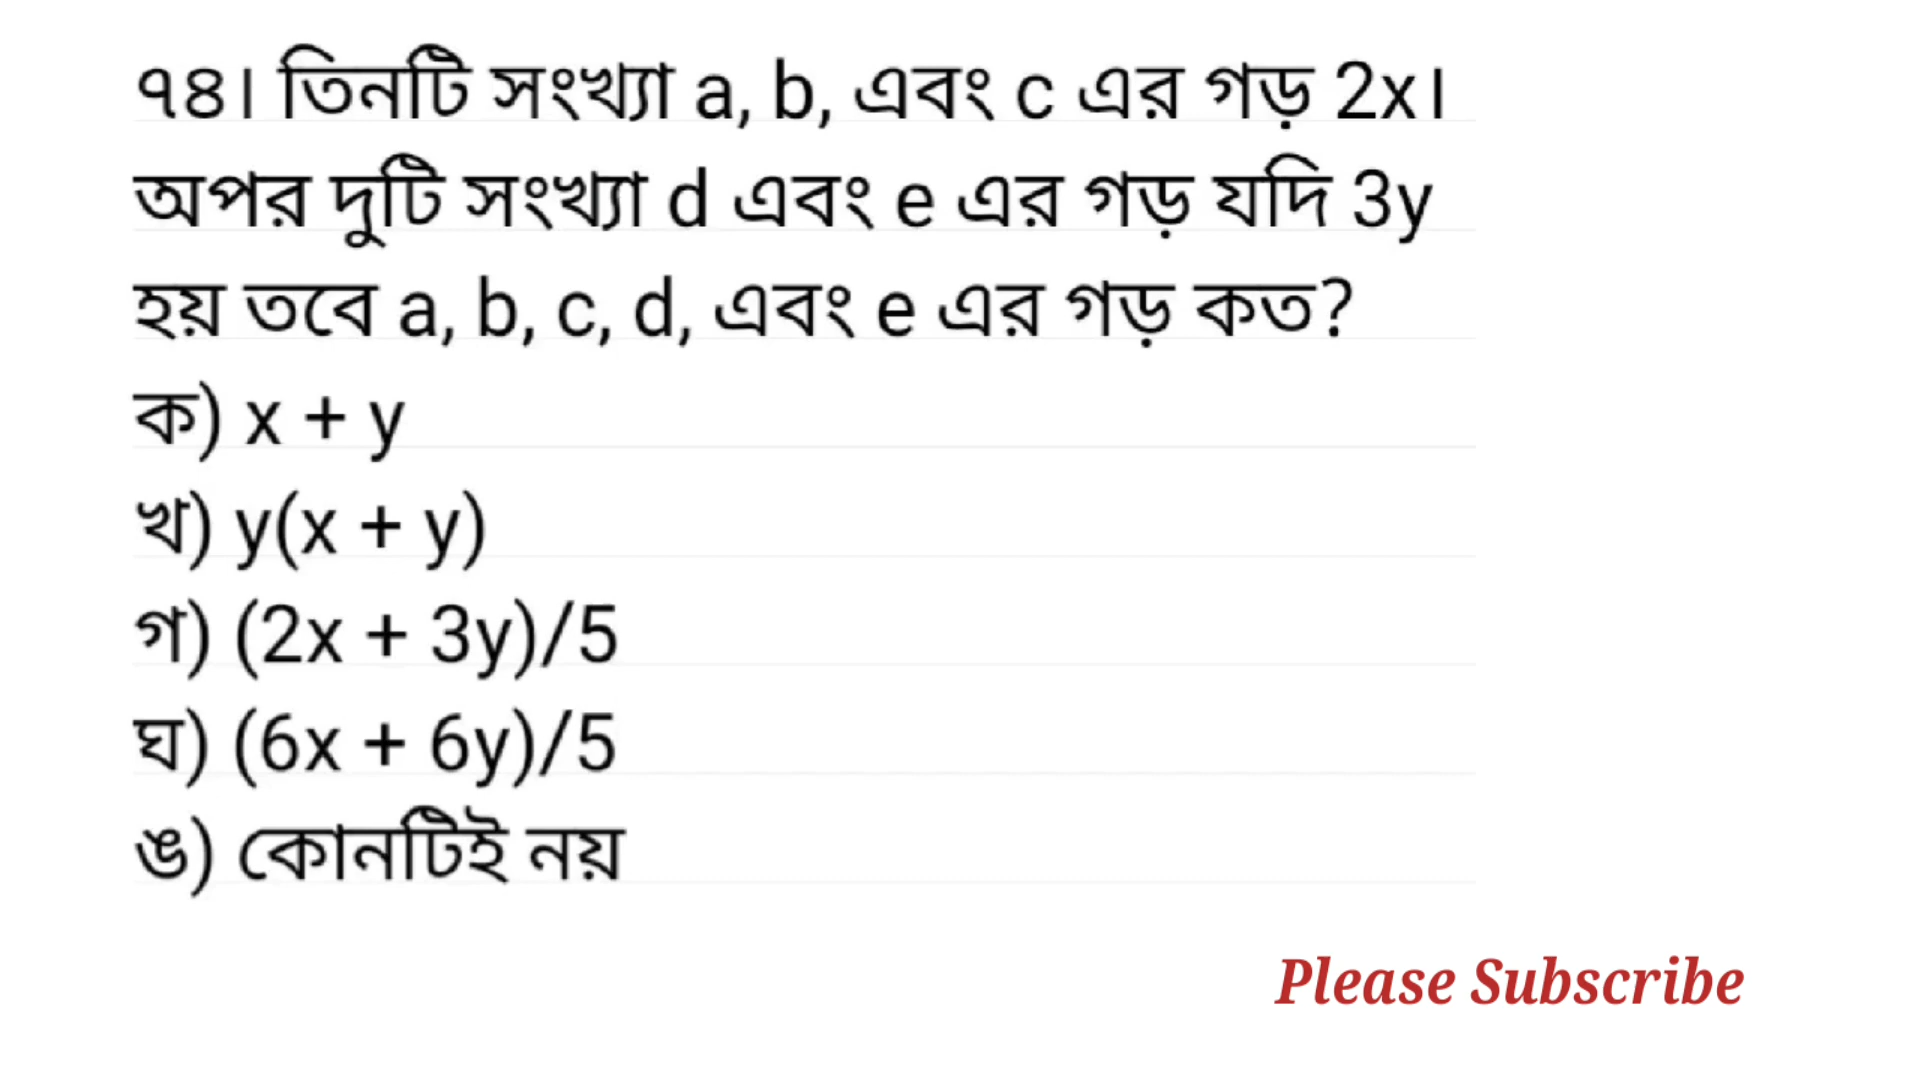 ৭৪। তিনটি সংখ্যা a, b, এবং c এর গড় 2x।
অপর দুটি সংখ্যা d এবং e এর গড় যদি 3y
হয় তবে a, b, c, d, এবং e এর গড় কত?
ক) x + y
খ) y(x + y)
গ) (2x + 3y)/5
ঘ) (6x + 6y)/5
ঙ) কোনটিই নয়
Please Subscribe